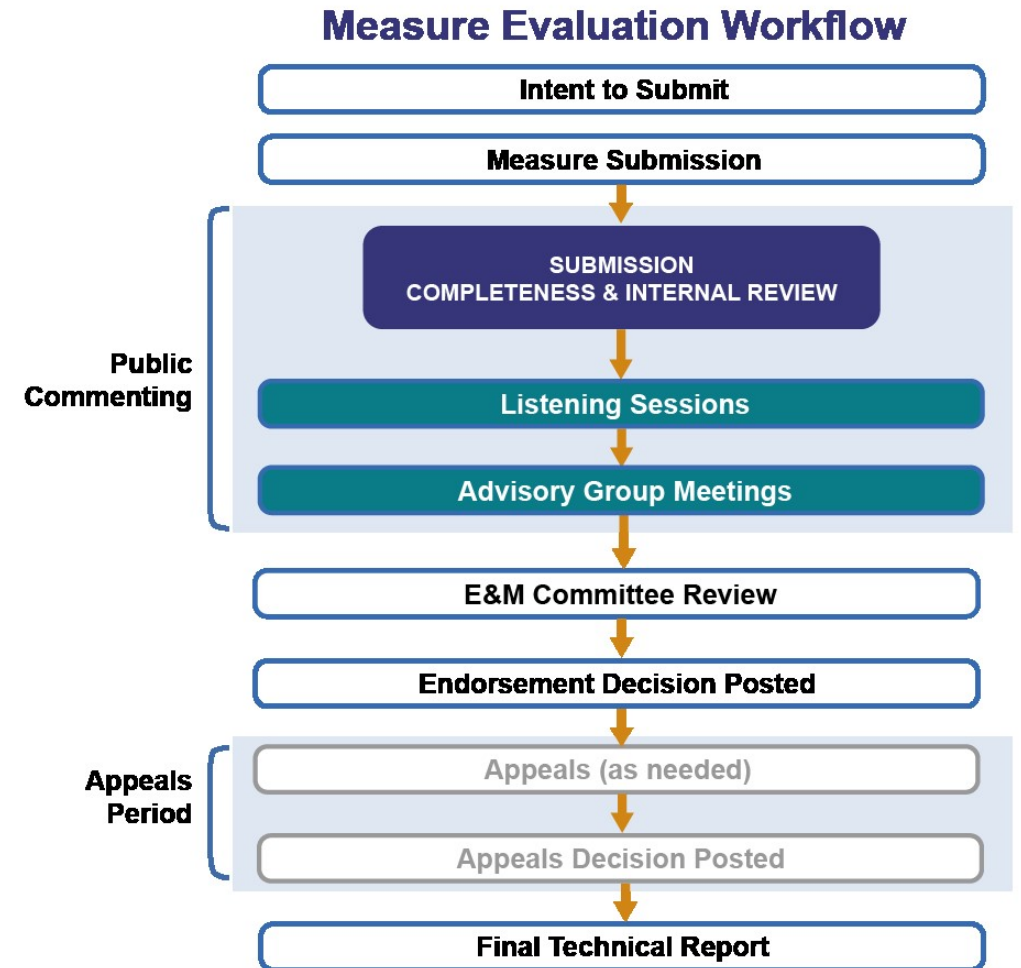 Measure Evaluation Workflow
Intent to Submit
Measure Submission
SUBMISSION
COMPLETENESS & INTERNAL REVIEW
Public
Commenting
Listening Sessions
Advisory Group Meetings
E&M Committee Review
Endorsement Decision Posted
Appeals
Period
Appeals (as needed)
Appeals Decision Posted
Final Technical Report